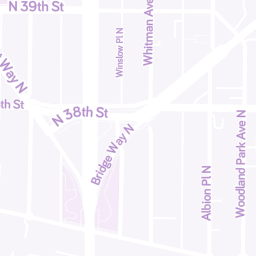 N 39th St
Winslow Pl N
Whitman Ave
Way N
th St
N 38th St
Bridge Way N
Albion Pl N
Woodland Park Ave N